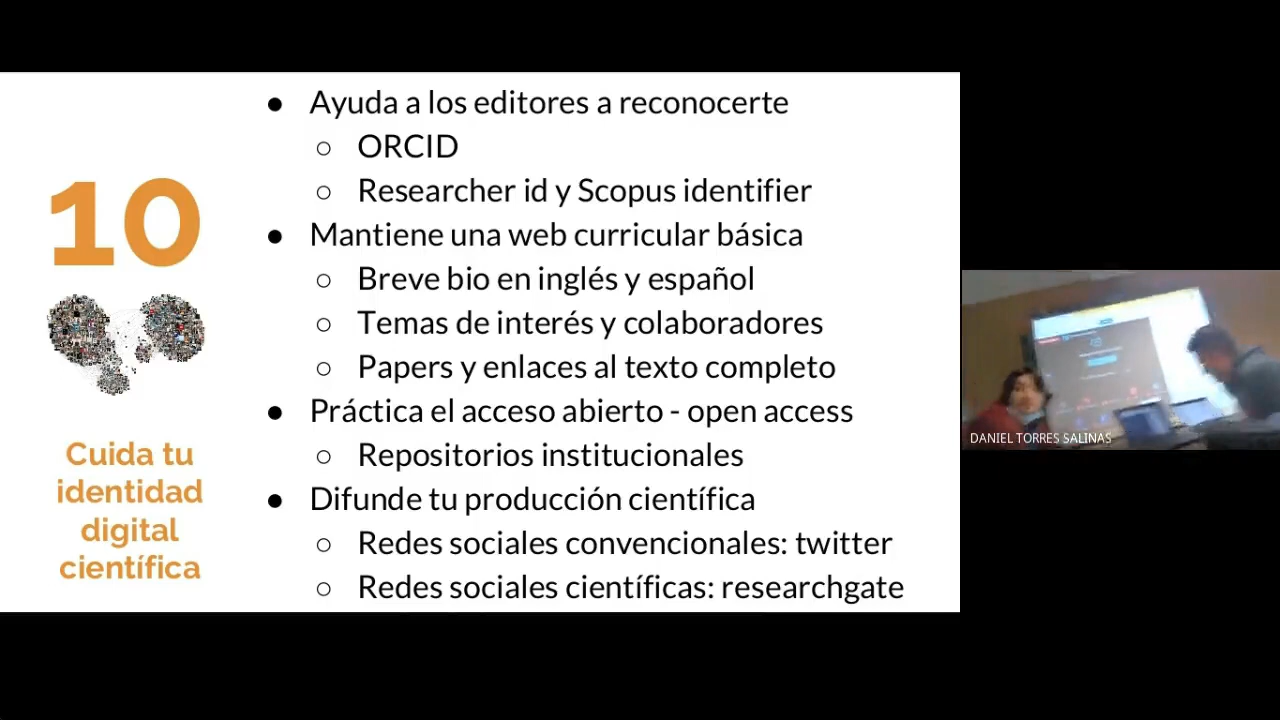 10
Cuida tu
identidad
digital
científica
● Ayuda a los editores a reconocerte
○ ORCID
○ Researcher id y Scopus identifier
● Mantiene una web curricular básica
○ Breve bio en inglés y español
○ Temas de interés y colaboradores
○ Papers y enlaces al texto completo
● Práctica el acceso abierto - open access
○ Repositorios institucionales
● Difunde tu producción científica
○ Redes sociales convencionales: twitter
○ Redes sociales científicas: researchgate
DANIEL TORRES SALINAS